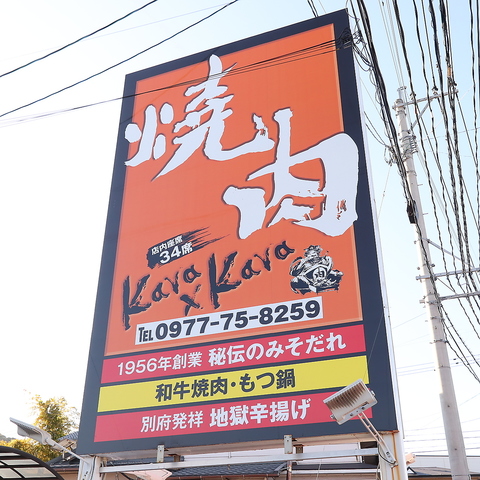 焼肉
店内座席
34席
Kava×Kava
TEL 0977-75-8259
1956年創業 秘伝のみそだれ
和牛焼肉・もつ鍋
別府発祥 地獄辛揚げ